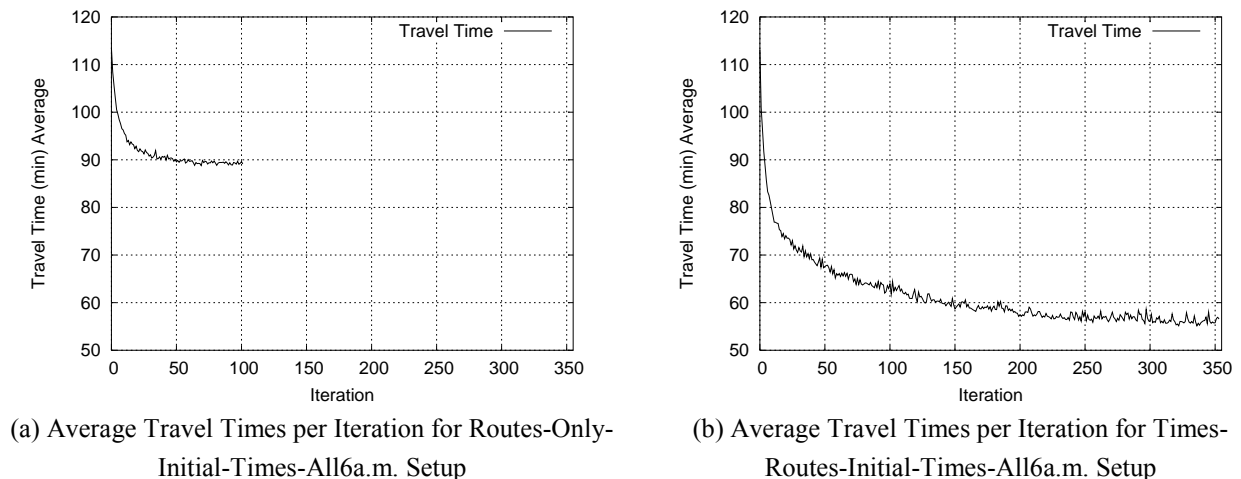 120
110
100
90
80
70
60
50
Travel Time (min) Average
Travel Time
0 50 100 150 200 250 300 350
Iteration
(a) Average Travel Times per Iteration for Routes-Only-
Initial-Times-All6a.m. Setup
120
110
100
90
80
70
60
50
Travel Time (min) Average
Travel Time
0 50 100 150 200 250 300 350
Iteration
(b) Average Travel Times per Iteration for Times-
Routes-Initial-Times-All6a.m. Setup